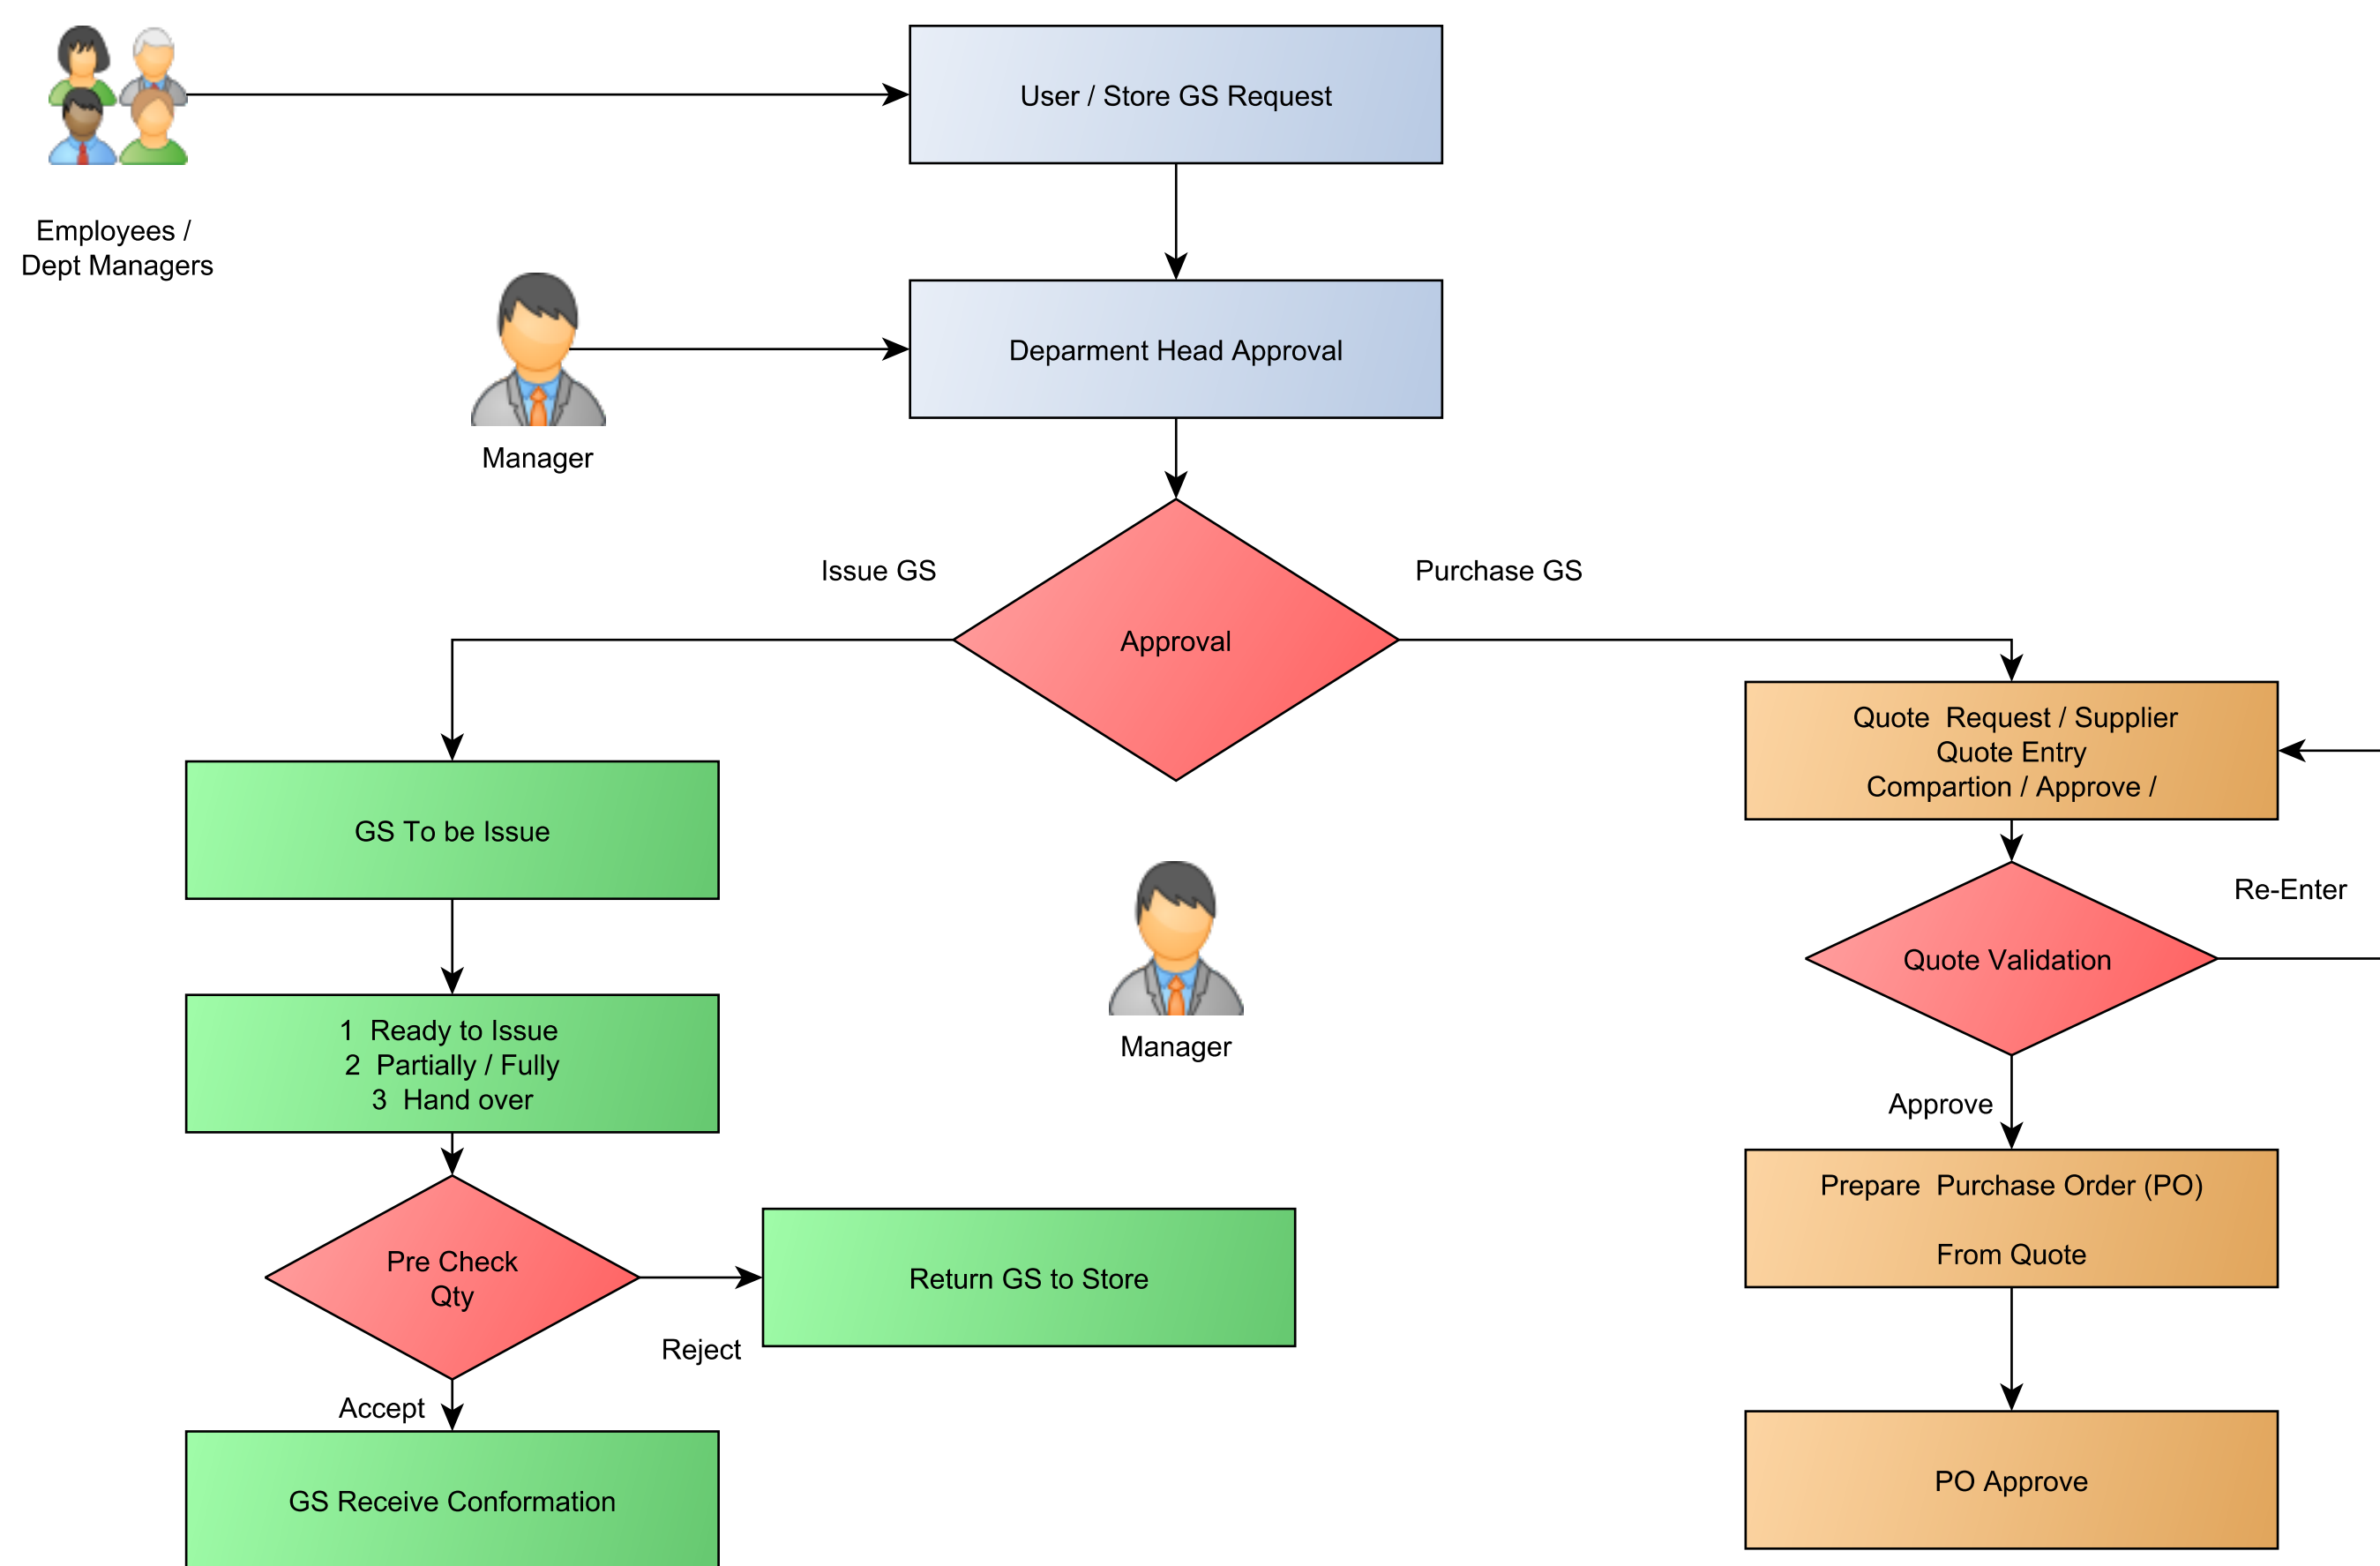 User / Store GS Request
Employees /
Dept Managers
Deparment Head Approval
Manager
Issue GS
Purchase GS
Approval
Quote  Request / Supplier
Quote Entry
Compartion / Approve /
GS To be Issue
Re-Enter
Quote Validation
Manager
1  Ready to Issue
2  Partially / Fully
3  Hand over
Approve
Prepare  Purchase Order (PO)
From Quote
Pre Check
Qty
Return GS to Store
Reject
Accept
GS Receive Conformation
PO Approve